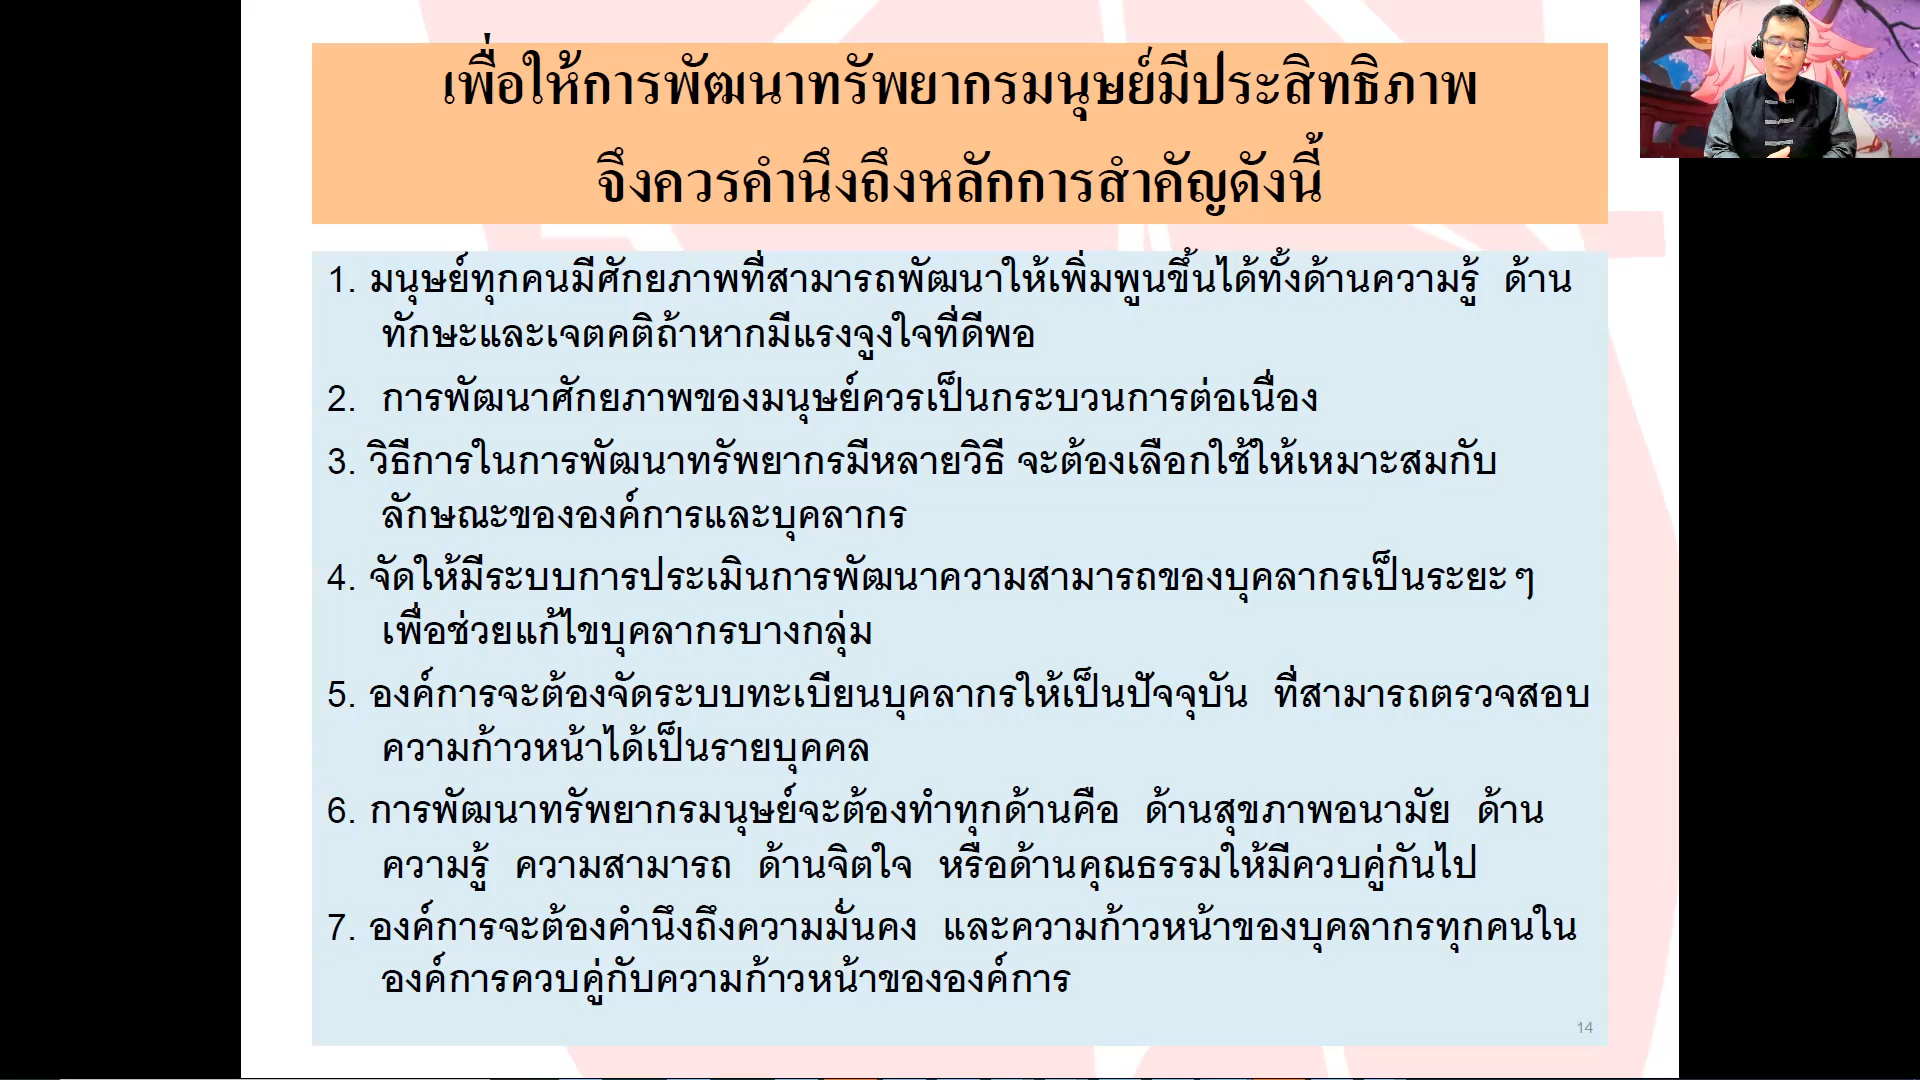 เพื่อให้การพัฒนาทรัพยากรมนุษย์มีประสิทธิภาพ
จึงควรคำนึงถึงหลักการสำคัญดังนี้
1. มนุษย์ทุกคนมีศักยภาพที่สามารถพัฒนาให้เพิ่มพูนขึ้นได้ทั้งด้านความรู้ ด้าน
ทักษะและเจตคติถ้าหากมีแรงจูงใจที่ดีพอ
2. การพัฒนาศักยภาพของมนุษย์ควรเป็นกระบวนการต่อเนื่อง
3. วิธีการในการพัฒนาทรัพยากรมีหลายวิธี จะต้องเลือกใช้ให้เหมาะสมกับ
ลักษณะขององค์การและบุคลากร
4. จัดให้มีระบบการประเมินการพัฒนาความสามารถของบุคลากรเป็นระยะๆ
เพื่อช่วยแก้ไขบุคลากรบางกลุ่ม
5. องค์การจะต้องจัดระบบทะเบียนบุคลากรให้เป็นปัจจุบัน ที่สามารถตรวจสอบ
ความก้าวหน้าได้เป็นรายบุคคล
6. การพัฒนาทรัพยากรมนุษย์จะต้องทำทุกด้านคือ ด้านสุขภาพอนามัย ด้าน
ความรู้ ความสามารถ ด้านจิตใจ หรือด้านคุณธรรมให้มีควบคู่กันไป
7. องค์การจะต้องคำนึงถึงความมั่นคง และความก้าวหน้าของบุคลากรทุกคนใน
องค์การควบคู่กับความก้าวหน้าขององค์การ
14